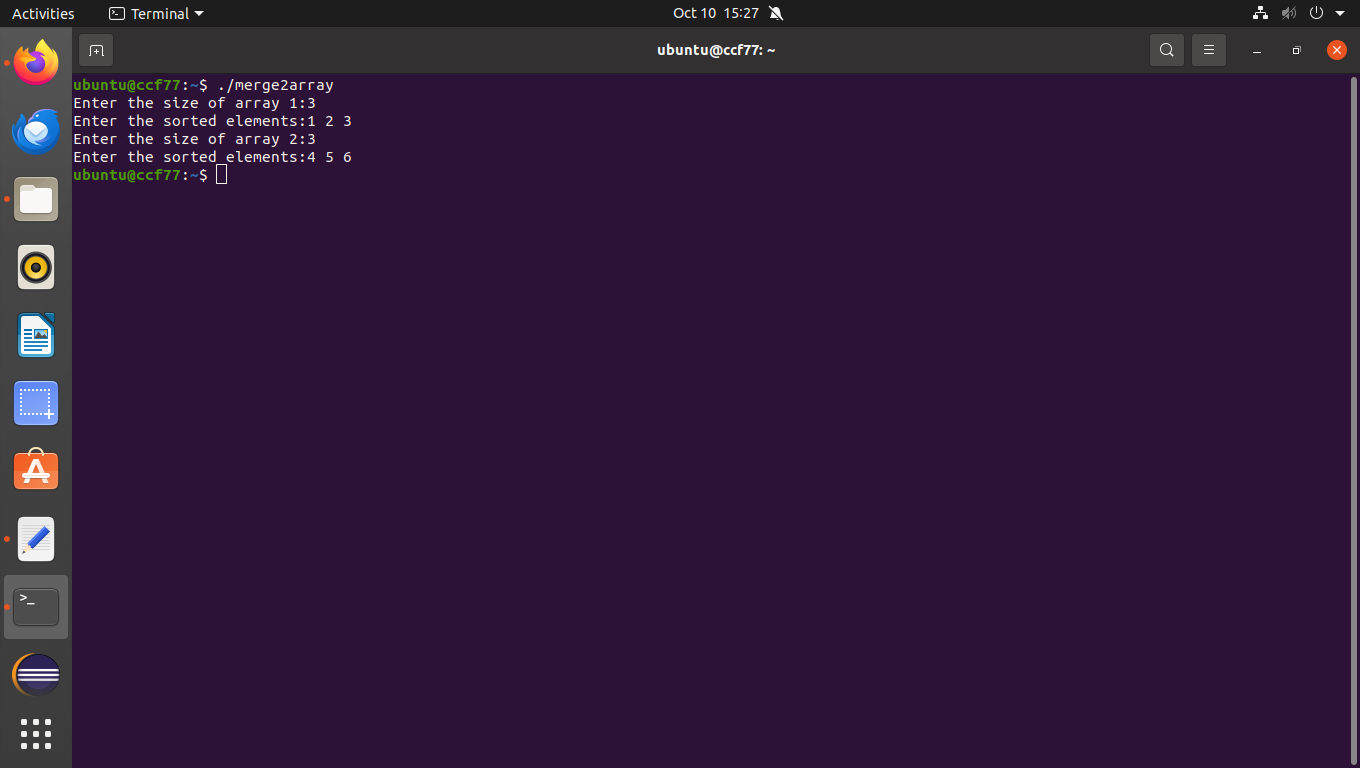 Activities Terminal Oct 10 15:27
ubuntu@ccf77: ~
ubuntu@ccf77:~$ ./merge2array
Enter the size of array 1:3
Enter the sorted elements:1 2 3
Enter the size of array 2:3
Enter the sorted elements:4 5 6
ubuntu@ccf77:~$
>_